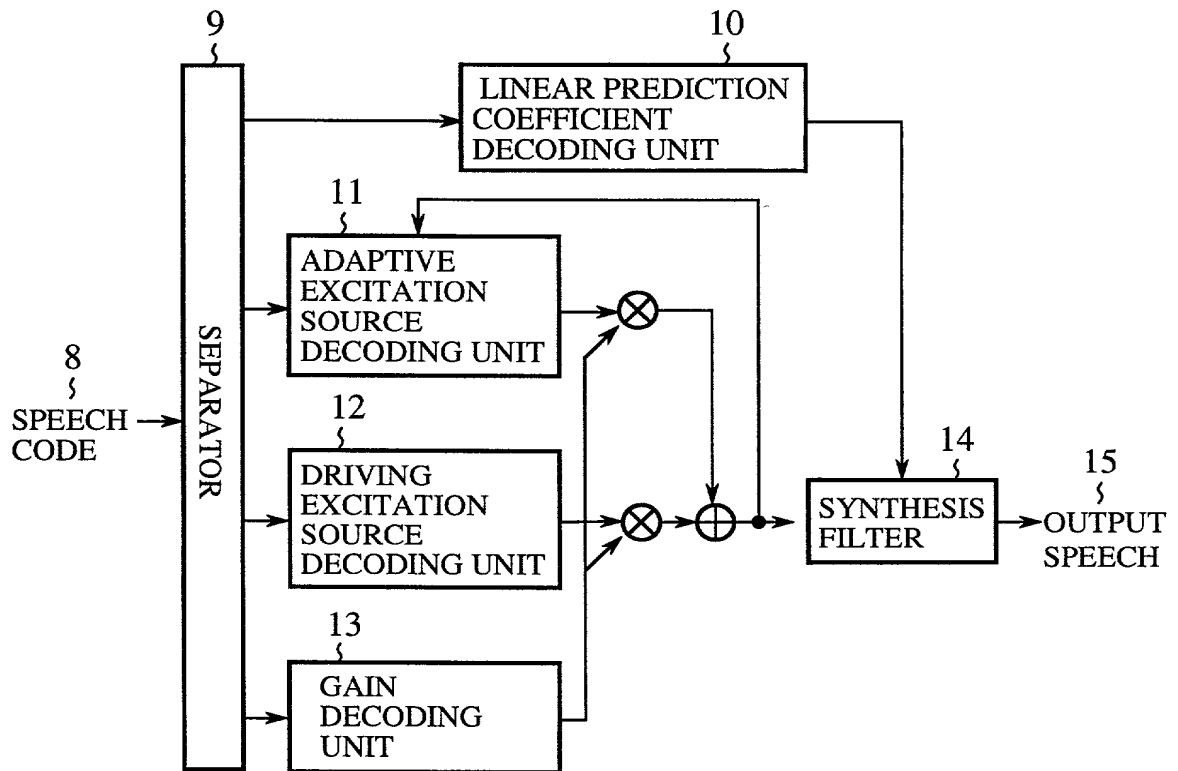 9
10
LINEAR PREDICTION
COEFFICIENT
DECODING UNIT
11
ADAPTIVE
EXCITATION
SOURCE
DECODING UNIT
SEPARATOR
8
SPEECH
CODE
12
DRIVING
EXCITATION
SOURCE
DECODING UNIT
14
SYNTHESIS
FILTER
15
OUTPUT
SPEECH
13
GAIN
DECODING
UNIT